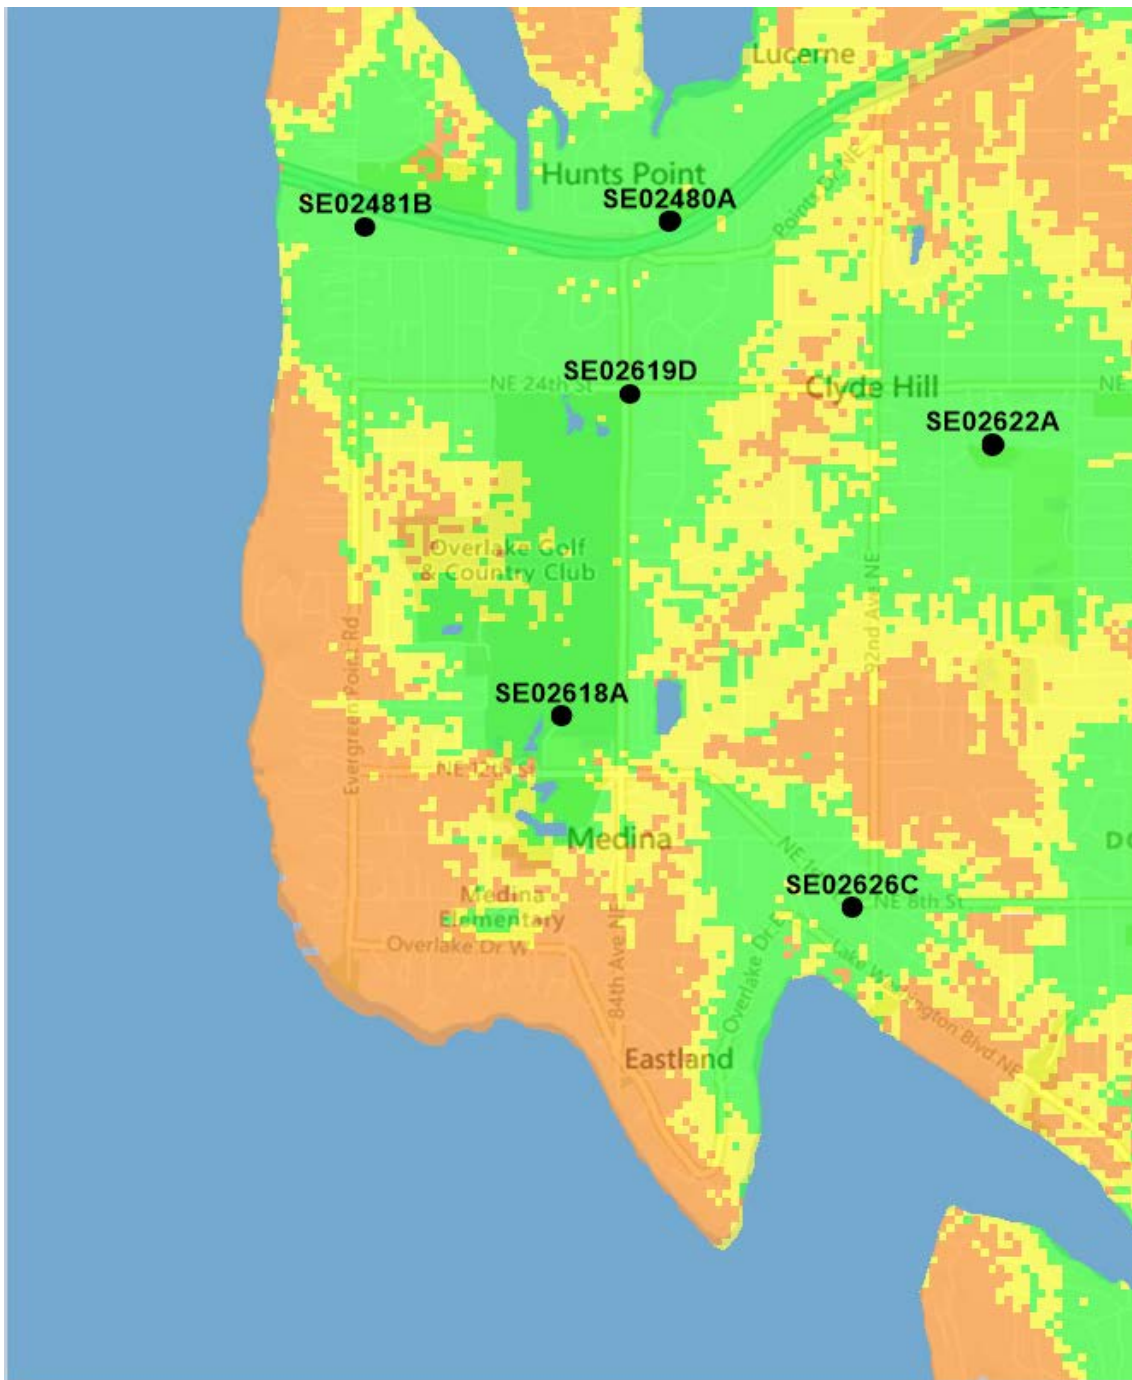 Lucerne
Hunts Point
SE02481B
SE02480A
Points Dr NE
SE02619D
NE 24th St
Clyde Hill
NE
SE02622A
Overlake Golf
& Country Club
92nd Ave NE
Evergreen Point Rd
SE02618A
NE 12th St
Medina
SE02626C
NE 8th St
Medina
Elementary
Overlake Dr W
84th Ave NE
Overlake Dr E
Lake Washington Blvd NE
Eastland